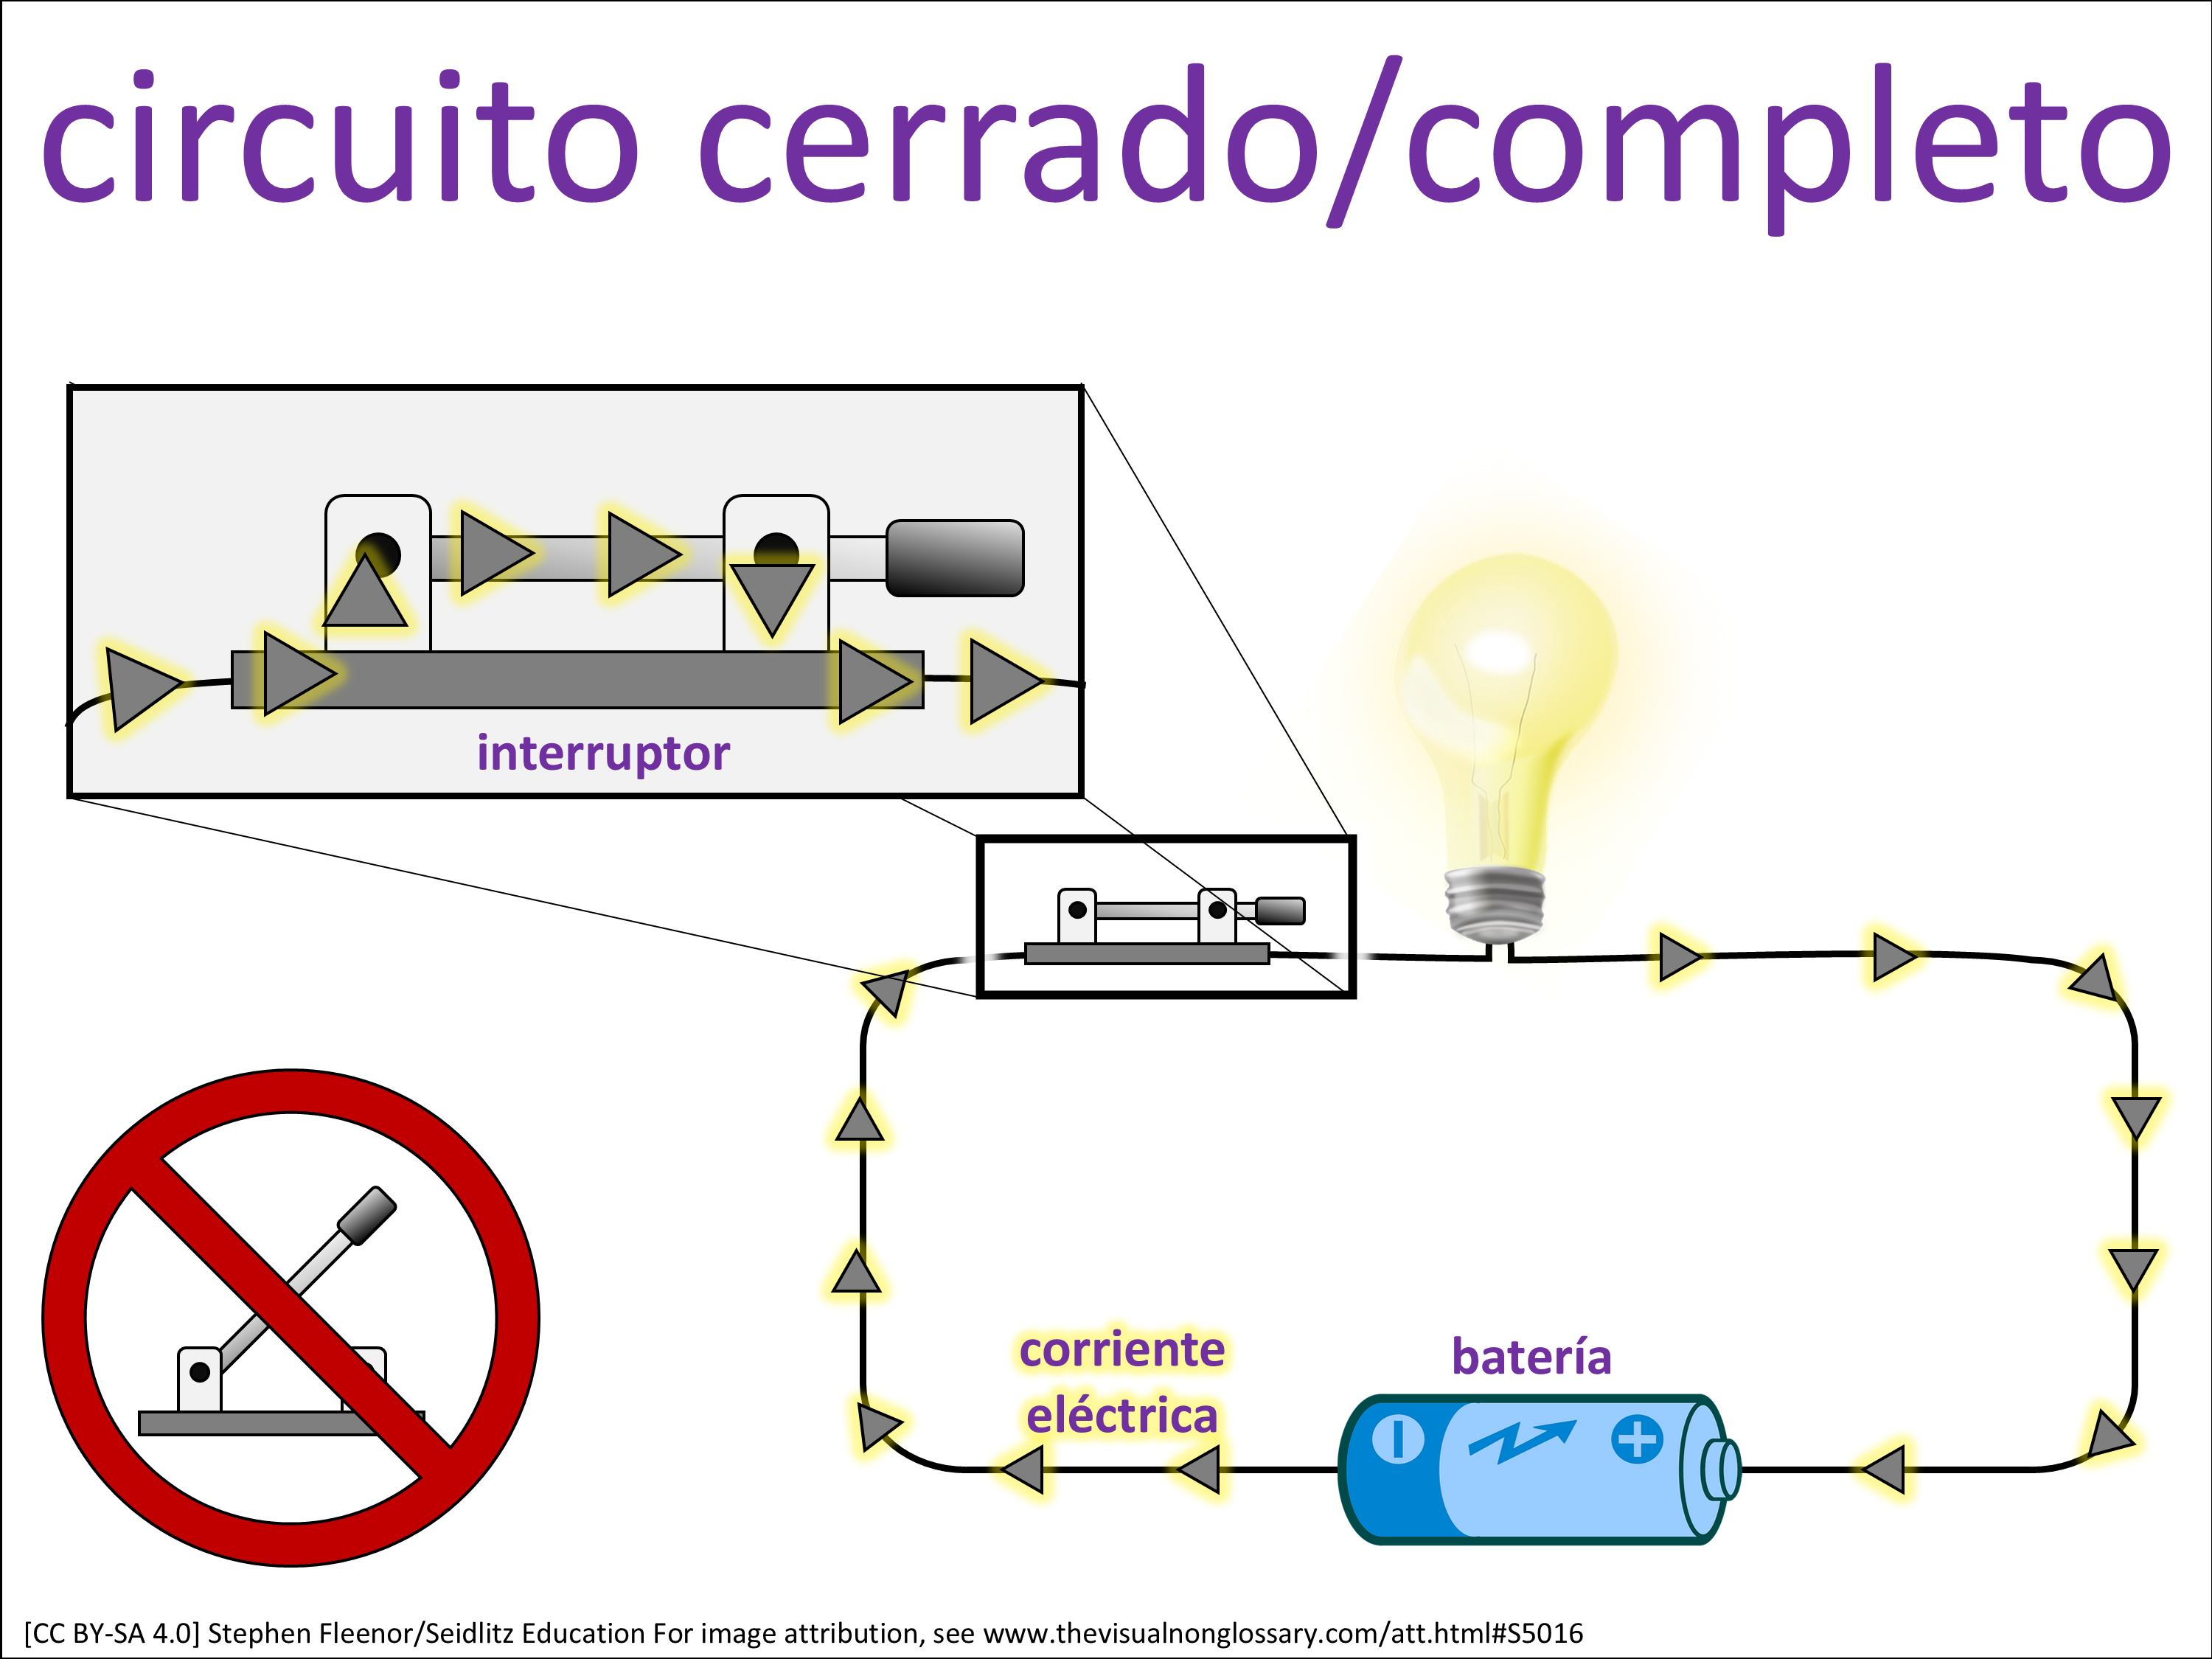 circuito cerrado/completo
interruptor
corriente
eléctrica
batería
[CC BY-SA 4.0] Stephen Fleenor/Seidlitz Education For image attribution, see www.thevisualnonglossary.com/att.html#S5016